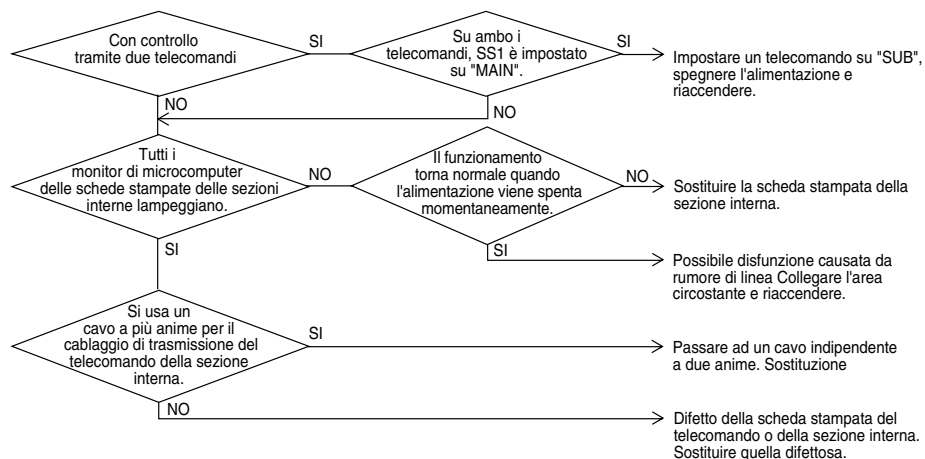 Con controllo
tramite due telecomandi
SI
Su ambo i
telecomandi, SS1 è impostato
su "MAIN".
SI
Impostare un telecomando su "SUB",
spegnere l'alimentazione e
riaccendere.
NO
NO
Tutti i
monitor di microcomputer
delle schede stampate delle sezioni
interne lampeggiano.
NO
Il funzionamento
torna normale quando
l'alimentazione viene spenta
momentaneamente.
NO
Sostituire la scheda stampata della
sezione interna.
SI
SI
Possibile disfunzione causata da
rumore di linea Collegare l'area
circostante e riaccendere.
Si usa un
cavo a più anime per il
cablaggio di trasmissione del
telecomando della sezione
interna.
SI
Passare ad un cavo indipendente
a due anime. Sostituzione
NO
Difetto della scheda stampata del
telecomando o della sezione interna.
Sostituire quella difettosa.